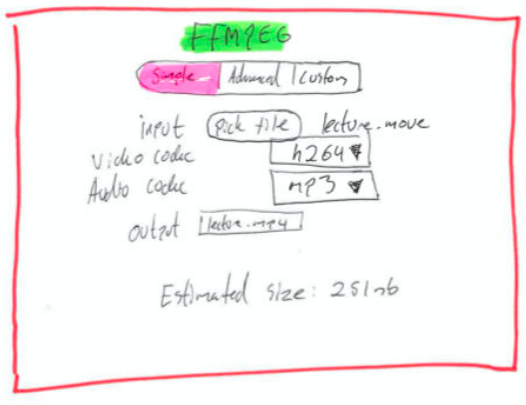 FFMPEG
Simple Advanced Custom
input pick file lecture.move
Video codec h264
Audio codec mp3
output lecture.mp4
Estimated size: 251mb